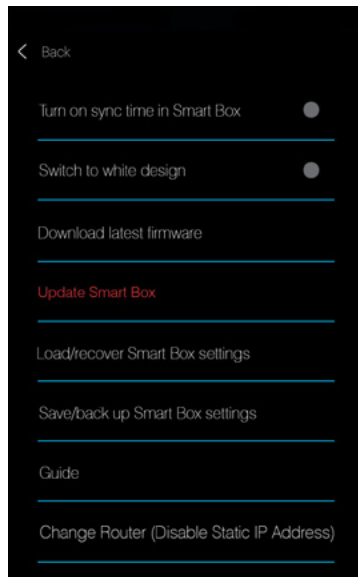 Back
Turn on sync time in Smart Box
Switch to white design
Download latest firmware
Update Smart Box
Load/recover Smart Box settings
Save/back up Smart Box settings
Guide
Change Router (Disable Static IP Address)